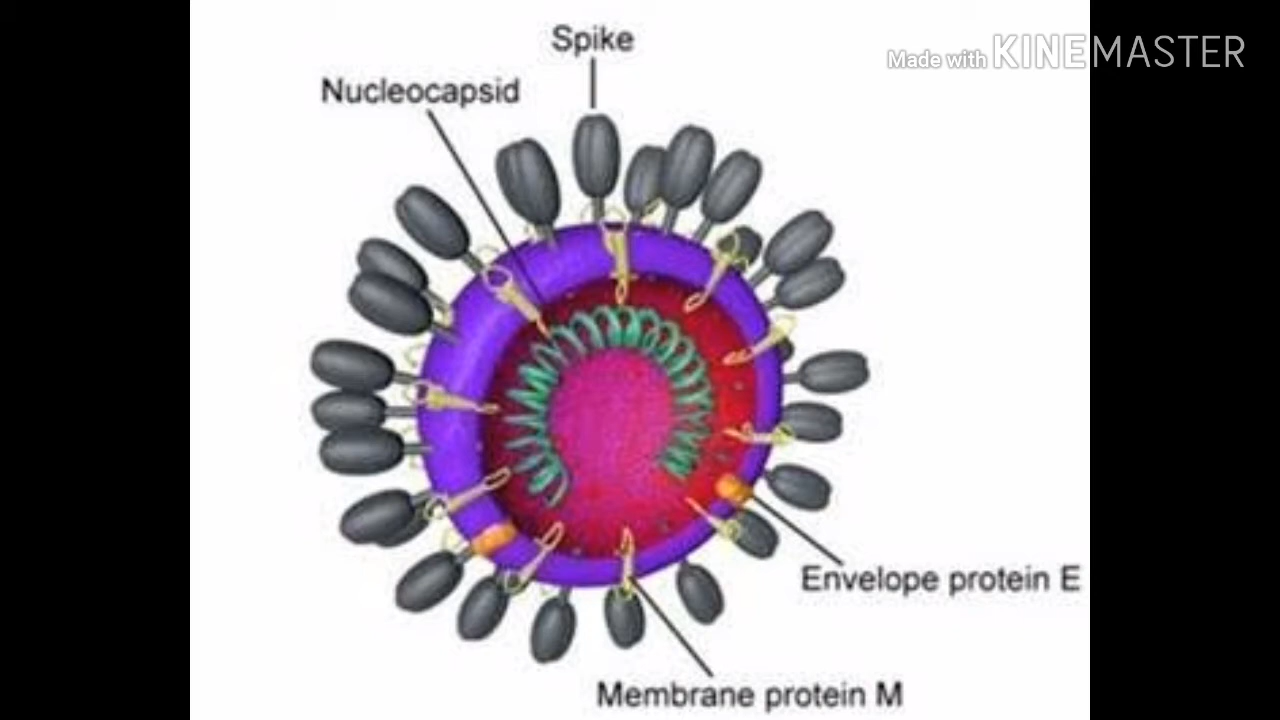 Spike
Made with KINEMASTER
Nucleocapsid
Envelope protein E
Membrane protein M